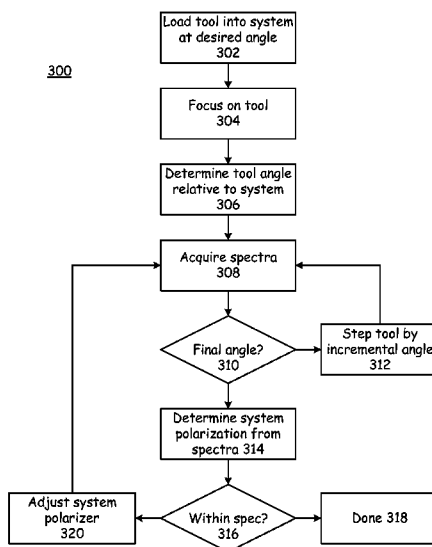 300
Load tool into system
at desired angle
302
Focus on tool
304
Determine tool angle
relative to system
306
Acquire spectra
308
Final angle?
310
Step tool by
incremental angle
312
Determine system
polarization from
spectra 314
Within spec?
316
Done 318
Adjust system
polarizer
320